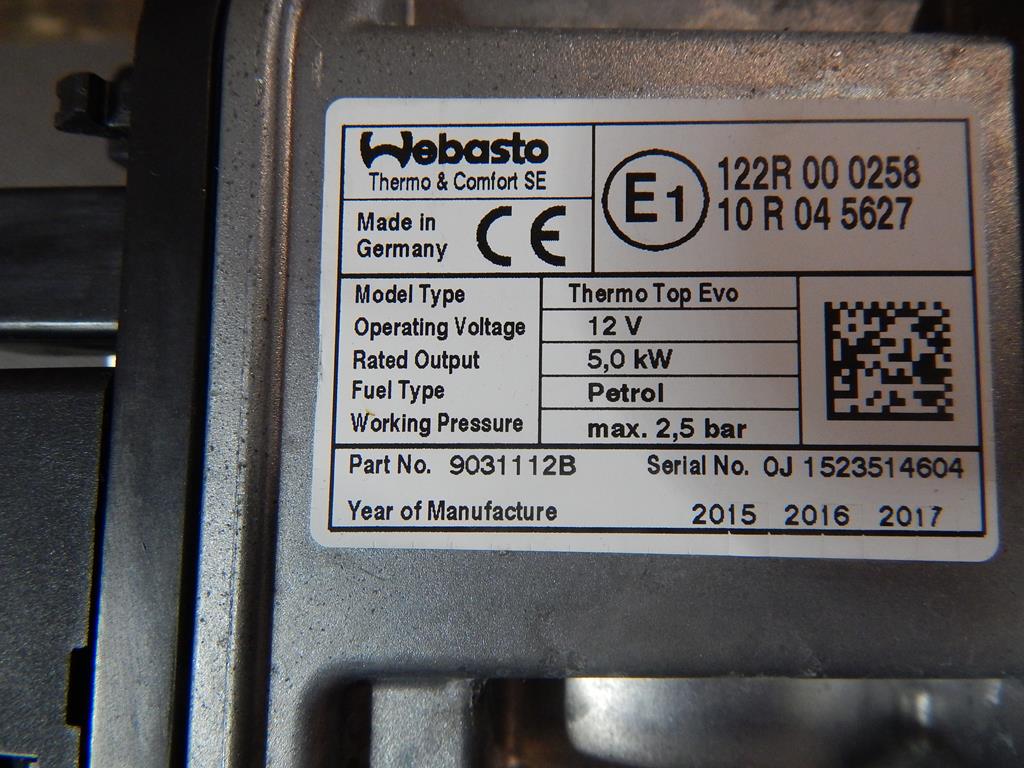 Webasto
Thermo & Comfort SE
Made in
Germany
CE
E1
122R 00 0258
10 R 04 5627
Model Type Thermo Top Evo
Operating Voltage 12 V
Rated Output 5,0 kW
Fuel Type Petrol
Working Pressure max. 2,5 bar
Part No. 9031112B Serial No. 0J 1523514604
Year of Manufacture 2015 2016 2017